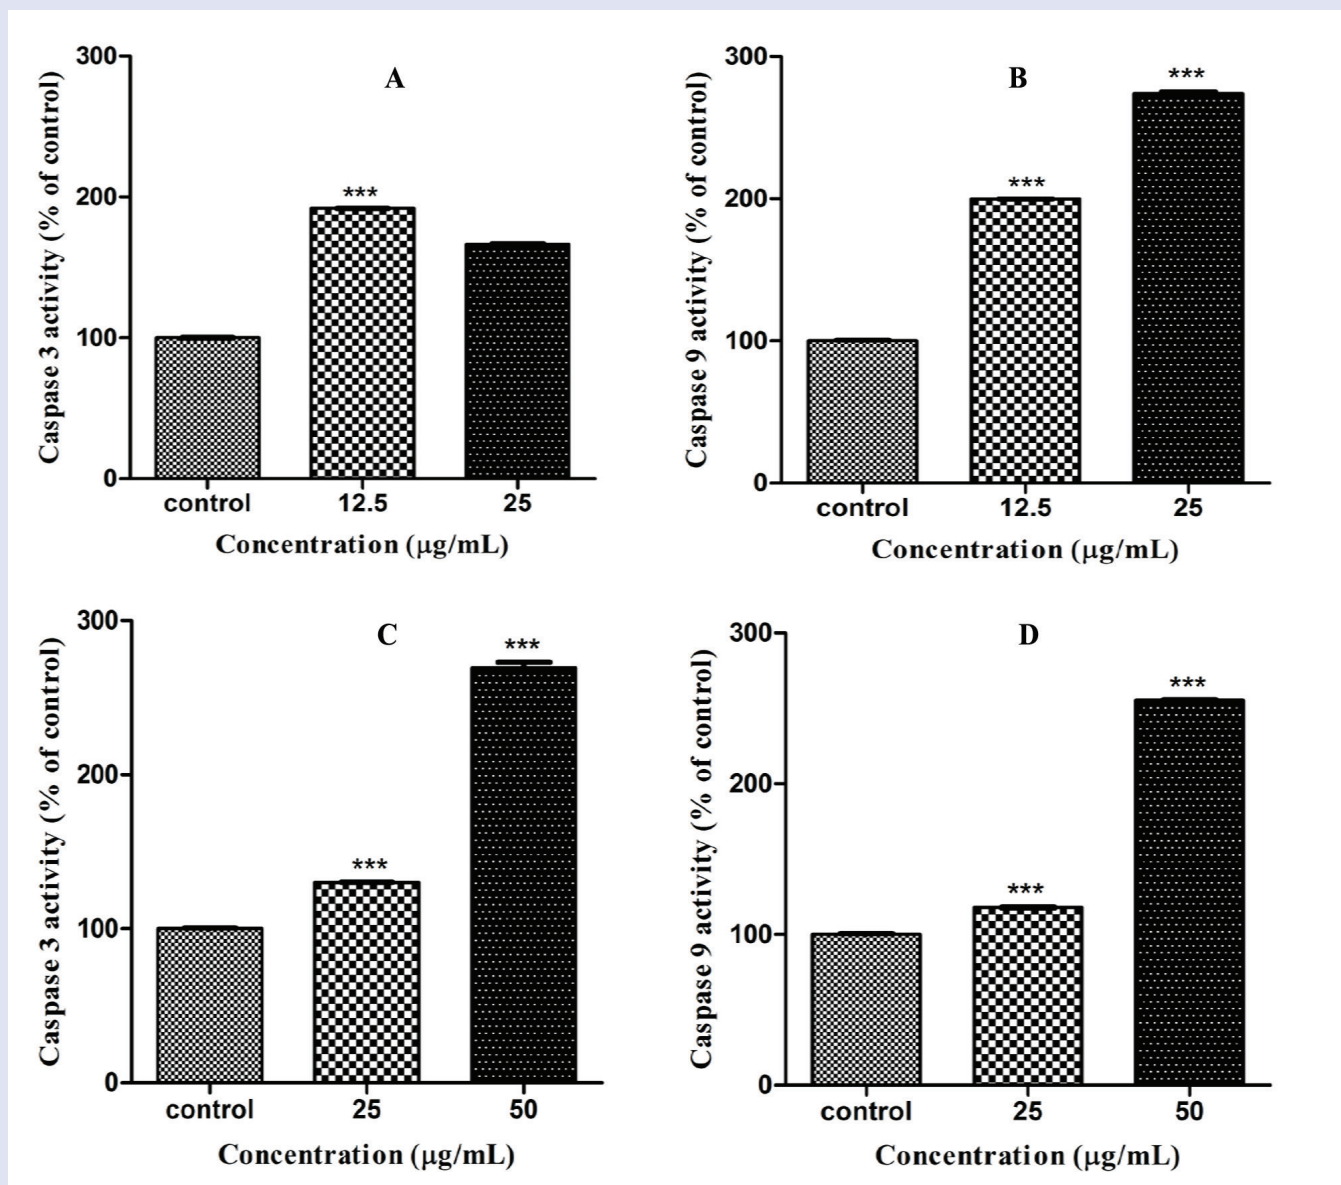 A
Caspase 3 activity (% of control)
300
200
100
0
***
control 12.5 25
Concentration (μg/mL)
B
Caspase 9 activity (% of control)
300
200
100
0
***
***
control 12.5 25
Concentration (μg/mL)
C
Caspase 3 activity (% of control)
300
200
100
0
***
***
control 25 50
Concentration (μg/mL)
D
Caspase 9 activity (% of control)
300
200
100
0
***
***
control 25 50
Concentration (μg/mL)